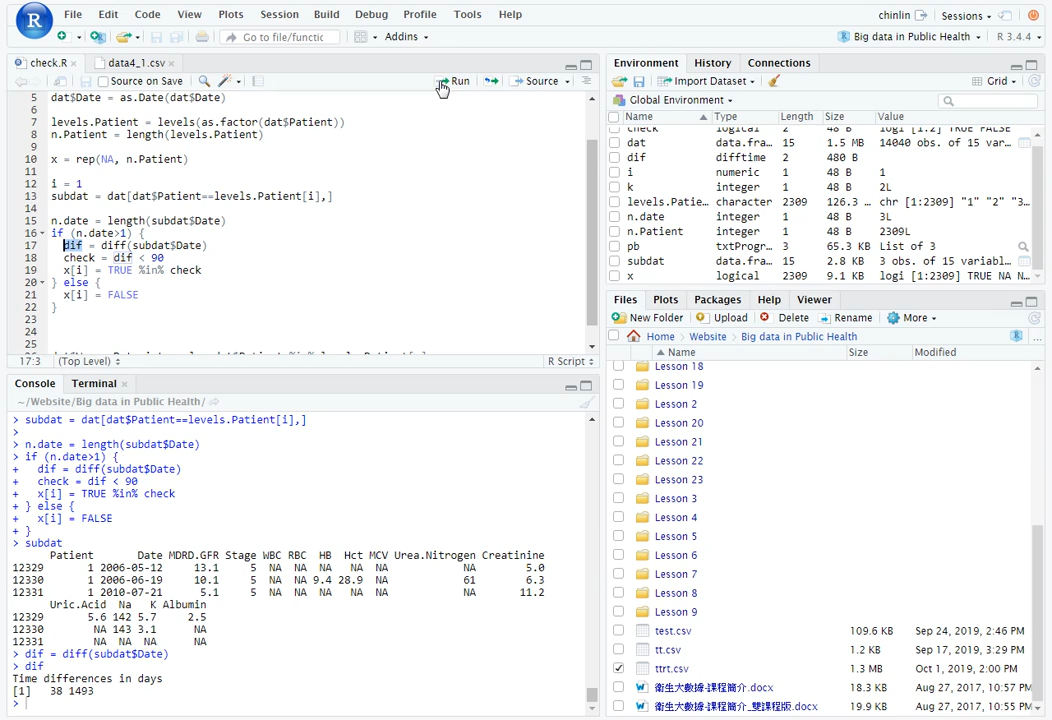 File Edit Code View Plots Session Build Debug Profile Tools Help
chinlin Sessions
Go to file/functic Addins
Big data in Public Health R 3.4.4
check.R data4_1.csv
Source on Save Run Source
5 dat$Date = as.Date(dat$Date)
6
7 levels.Patient = levels(as.factor(dat$Patient))
8 n.Patient = length(levels.Patient)
9
10 x = rep(NA, n.Patient)
11
12 i = 1
13 subdat = dat[dat$Patient==levels.Patient[i],]
14
15 n.date = length(subdat$Date)
16 if (n.date>1) {
17 dif = diff(subdat$Date)
18 check = dif < 90
19 x[i] = TRUE %in% check
20 } else {
21 x[i] = FALSE
22 }
23
24
25
17:3 (Top Level) R Script
Console Terminal
~/Website/Big data in Public Health/
> subdat = dat[dat$Patient==levels.Patient[i],]
>
> n.date = length(subdat$Date)
> if (n.date>1) {
+ dif = diff(subdat$Date)
+ check = dif < 90
+ x[i] = TRUE %in% check
+ } else {
+ x[i] = FALSE
+ }
> subdat
Patient Date MDRD.GFR Stage WBC RBC HB Hct MCV Urea.Nitrogen Creatinine
12329 1 2006-05-12 13.1 5 NA NA NA NA NA NA 5.0
12330 1 2006-06-19 10.1 5 NA NA 9.4 28.9 NA 61 6.3
12331 1 2010-07-21 5.1 5 NA NA NA NA NA NA 11.2
Uric.Acid Na K Albumin
12329 5.6 142 5.7 2.5
12330 NA 143 3.1 NA
12331 NA NA NA NA
> dif = diff(subdat$Date)
> dif
Time differences in days
[1] 38 1493
>
Environment History Connections
Import Dataset Grid
Global Environment
Name Type Length Size Value
check logical 2 48 B logi [1:2] TRUE FALSE
dat data.fra… 15 1.5 MB 14040 obs. of 15 var…
dif difftime 2 480 B
i numeric 1 48 B 1
k integer 1 48 B 2L
levels.Patie… character 2309 126.3 … chr [1:2309] "1" "2" "3…
n.date integer 1 48 B 3L
n.Patient integer 1 48 B 2309L
pb txtProgr… 3 65.3 KB List of 3
subdat data.fra… 15 2.8 KB 3 obs. of 15 variabl…
x logical 2309 9.1 KB logi [1:2309] TRUE NA N…
Files Plots Packages Help Viewer
New Folder Upload Delete Rename More
Home Website Big data in Public Health
Name Size Modified
Lesson 18
Lesson 19
Lesson 2
Lesson 20
Lesson 21
Lesson 22
Lesson 23
Lesson 3
Lesson 4
Lesson 5
Lesson 6
Lesson 7
Lesson 8
Lesson 9
test.csv 109.6 KB Sep 24, 2019, 2:46 PM
tt.csv 1.2 KB Sep 17, 2019, 3:29 PM
ttrt.csv 1.3 MB Oct 1, 2019, 2:00 PM
衛生大數據-課程簡介.docx 18.3 KB Aug 27, 2017, 10:57 PM
衛生大數據-課程簡介_雙課程版.docx 19.9 KB Aug 27, 2017, 10:55 PM